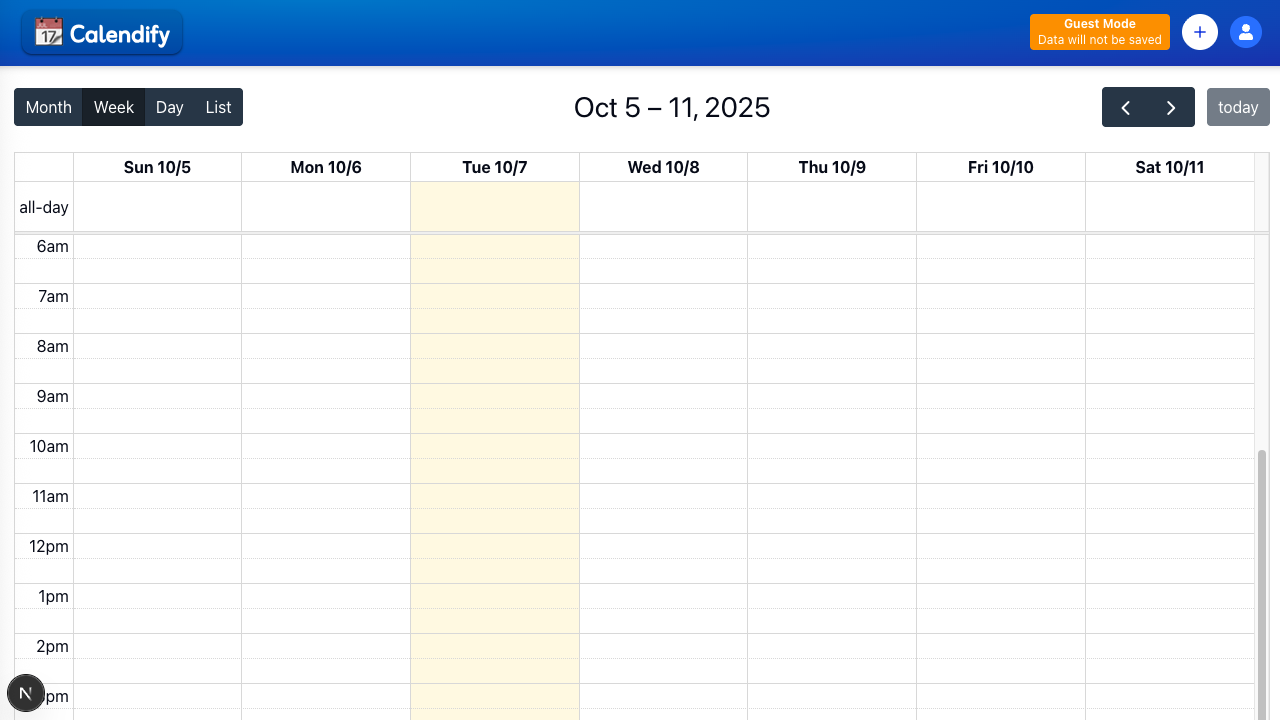 17 Calendify
Guest Mode
Data will not be saved
Month Week Day List
Oct 5 – 11, 2025
today
Sun 10/5 Mon 10/6 Tue 10/7 Wed 10/8 Thu 10/9 Fri 10/10 Sat 10/11
all-day
6am
7am
8am
9am
10am
11am
12pm
1pm
2pm
N pm